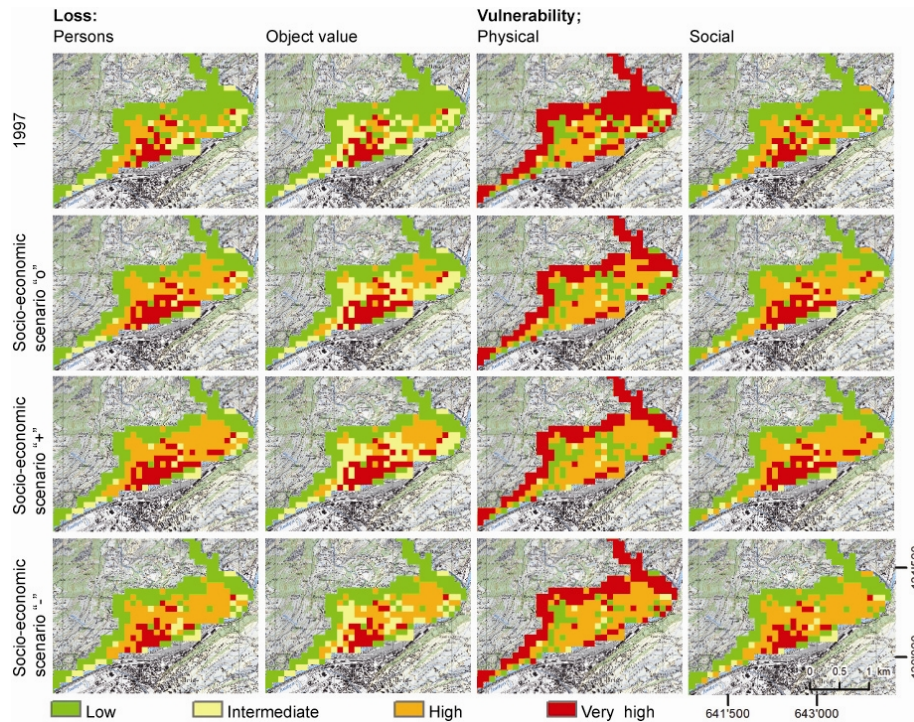 Loss:
Vulnerability;
Persons
Object value
Physical
Social
1997
Socio-economic
scenario "o"
Socio-economic
scenario "+"
Socio-economic
scenario "-"
0 0.5 1 km
641'500
643'000
Low
Intermediate
High
Very high